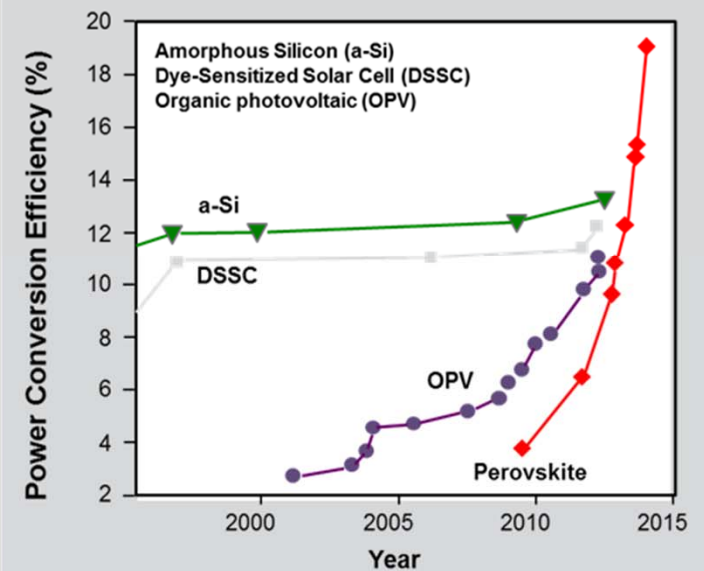 Power Conversion Efficiency (%)
20
18
16
14
12
10
8
6
4
2
Amorphous Silicon (a-Si)
Dye-Sensitized Solar Cell (DSSC)
Organic photovoltaic (OPV)
a-Si
DSSC
OPV
Perovskite
2000
2005
2010
2015
Year